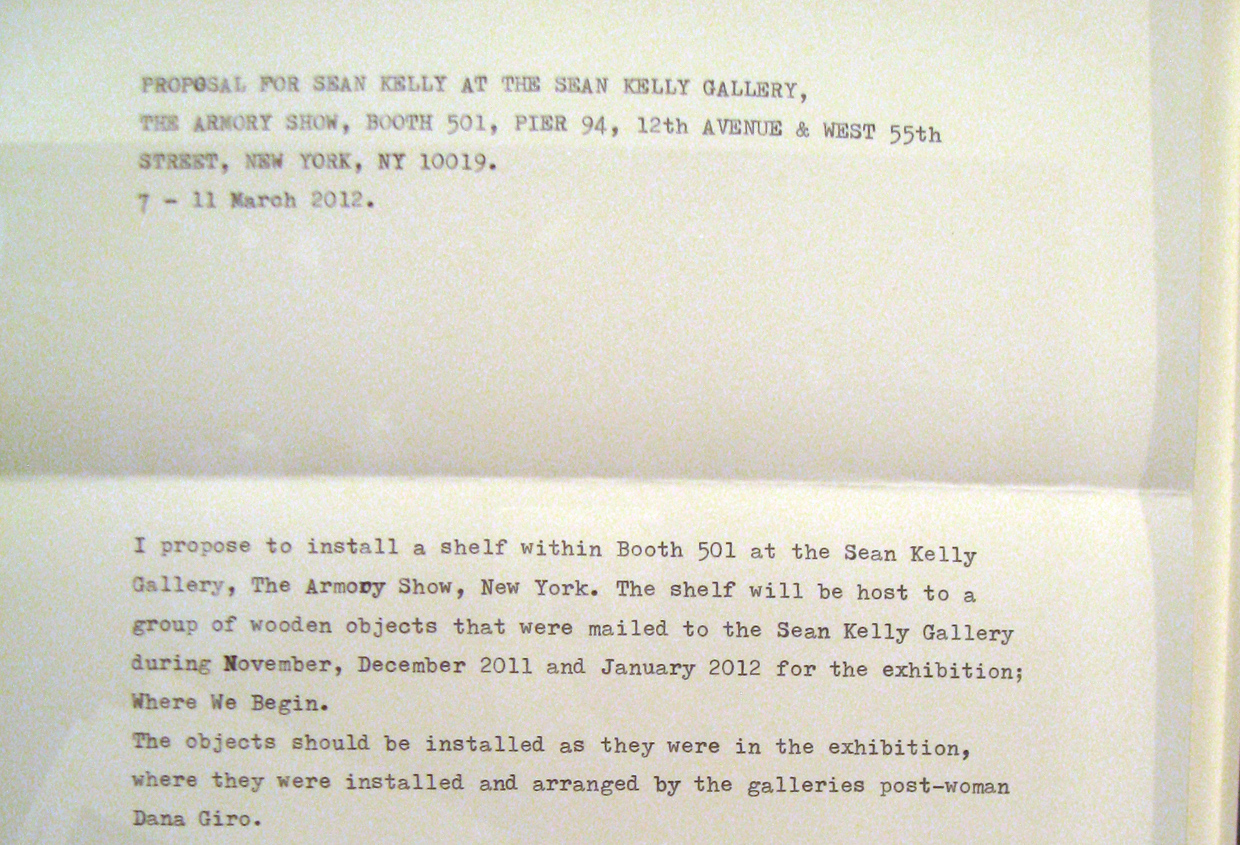 PROPOSAL FOR SEAN KELLY AT THE SEAN KELLY GALLERY,
THE ARMORY SHOW, BOOTH 501, PIER 94, 12th AVENUE & WEST 55th
STREET, NEW YORK, NY 10019.
7 - 11 March 2012.
I propose to install a shelf within Booth 501 at the Sean Kelly
Gallery, The Armory Show, New York. The shelf will be host to a
group of wooden objects that were mailed to the Sean Kelly Gallery
during November, December 2011 and January 2012 for the exhibition;
Where We Begin.
The objects should be installed as they were in the exhibition,
where they were installed and arranged by the galleries post-woman
Dana Giro.